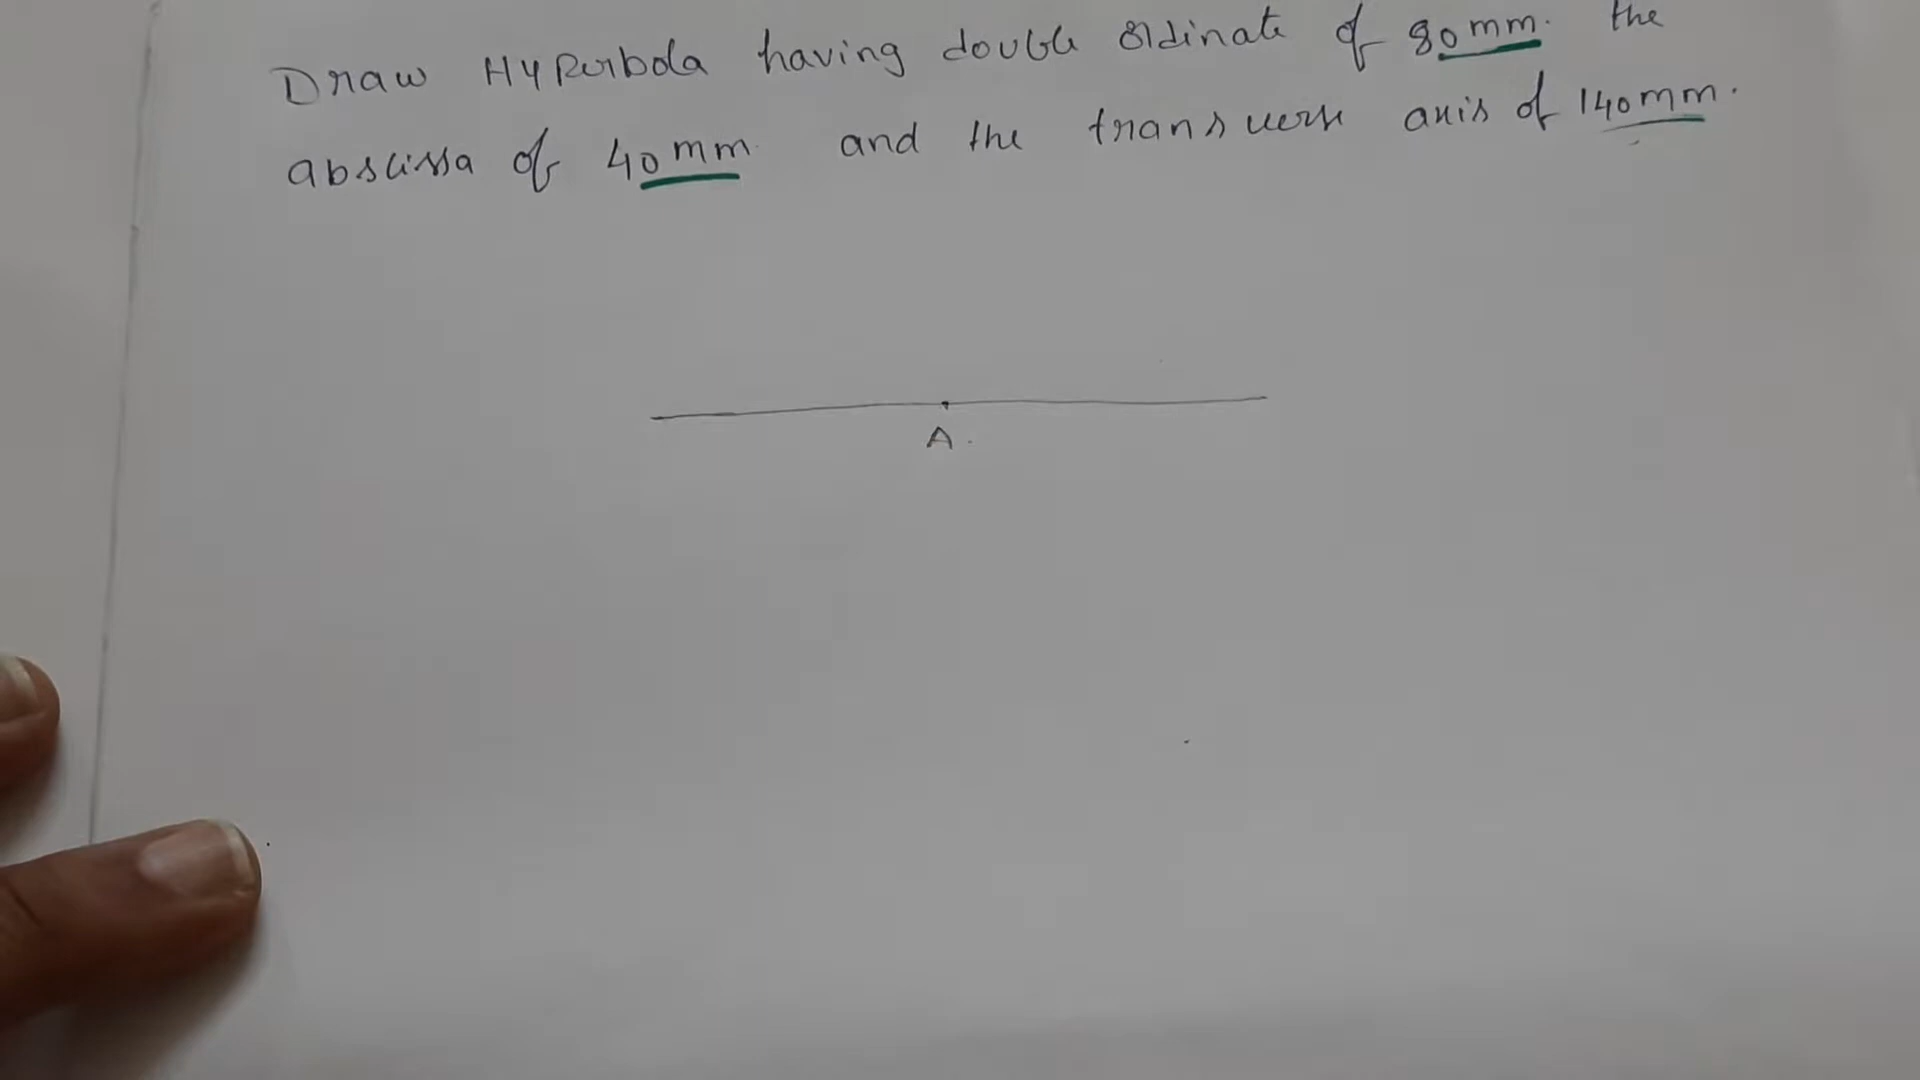 Draw Hyperbola having double ordinate of 80mm. the
abscissa of 40mm and the transverse axis of 140mm.
A.